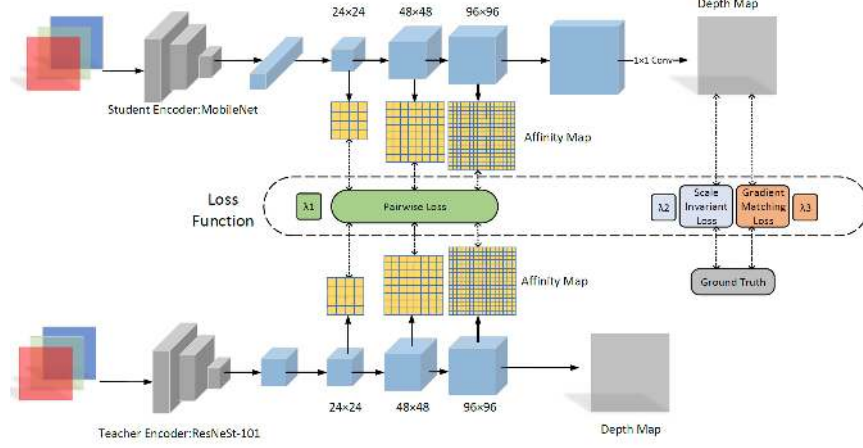 Depth Map
24×24
48×48
96×96
1×1 Conv
Student Encoder:MobileNet
Affinity Map
Loss
Function
λ1
Pairwise Loss
λ2
Scale
Invariant
Loss
Gradient
Matching
Loss
λ3
Affinity Map
Ground Truth
24×24
48×48
96×96
Teacher Encoder:ResNeSt-101
Depth Map